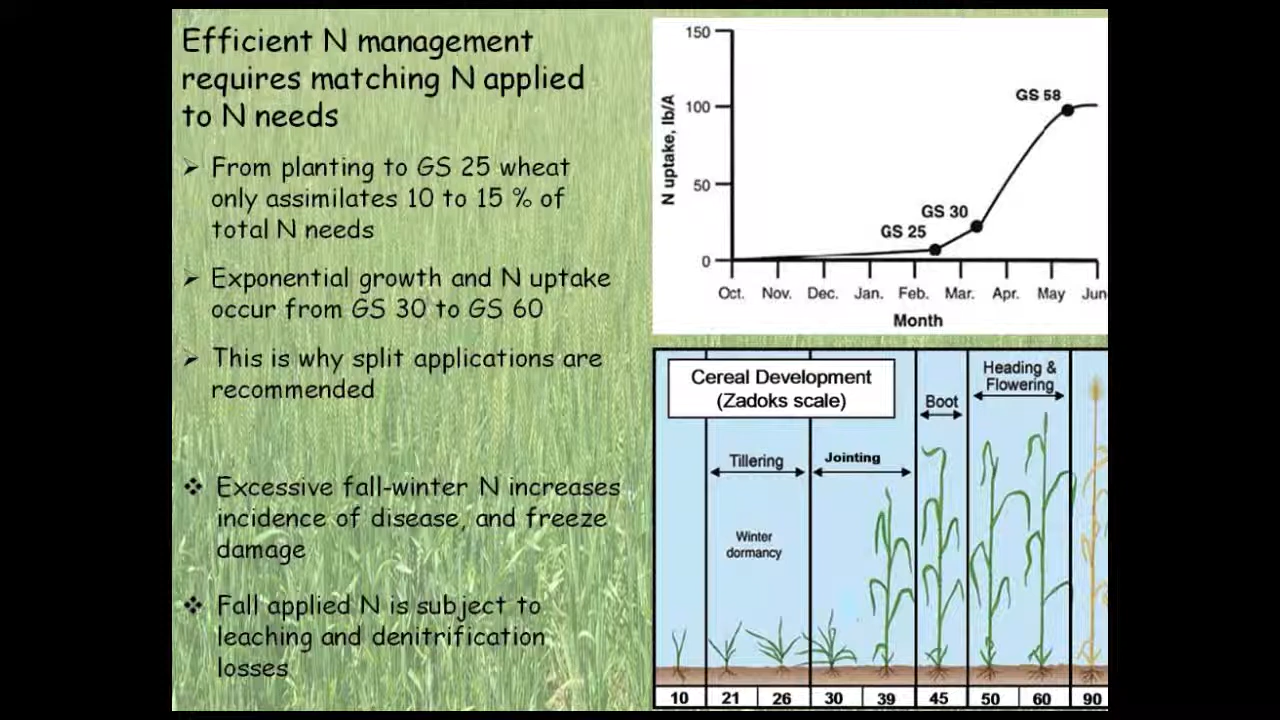 Efficient N management
requires matching N applied
to N needs
From planting to GS 25 wheat
only assimilates 10 to 15 % of
total N needs
Exponential growth and N uptake
occur from GS 30 to GS 60
This is why split applications are
recommended
Excessive fall-winter N increases
incidence of disease, and freeze
damage
Fall applied N is subject to
leaching and denitrification
losses
150
100
50
0
N uptake, lb/A
GS 25
GS 30
GS 58
Oct. Nov. Dec. Jan. Feb. Mar. Apr. May Jun
Month
Cereal Development
(Zadoks scale)
Tillering
Winter
dormancy
Jointing
Boot
Heading &
Flowering
10 21 26 30 39 45 50 60 90